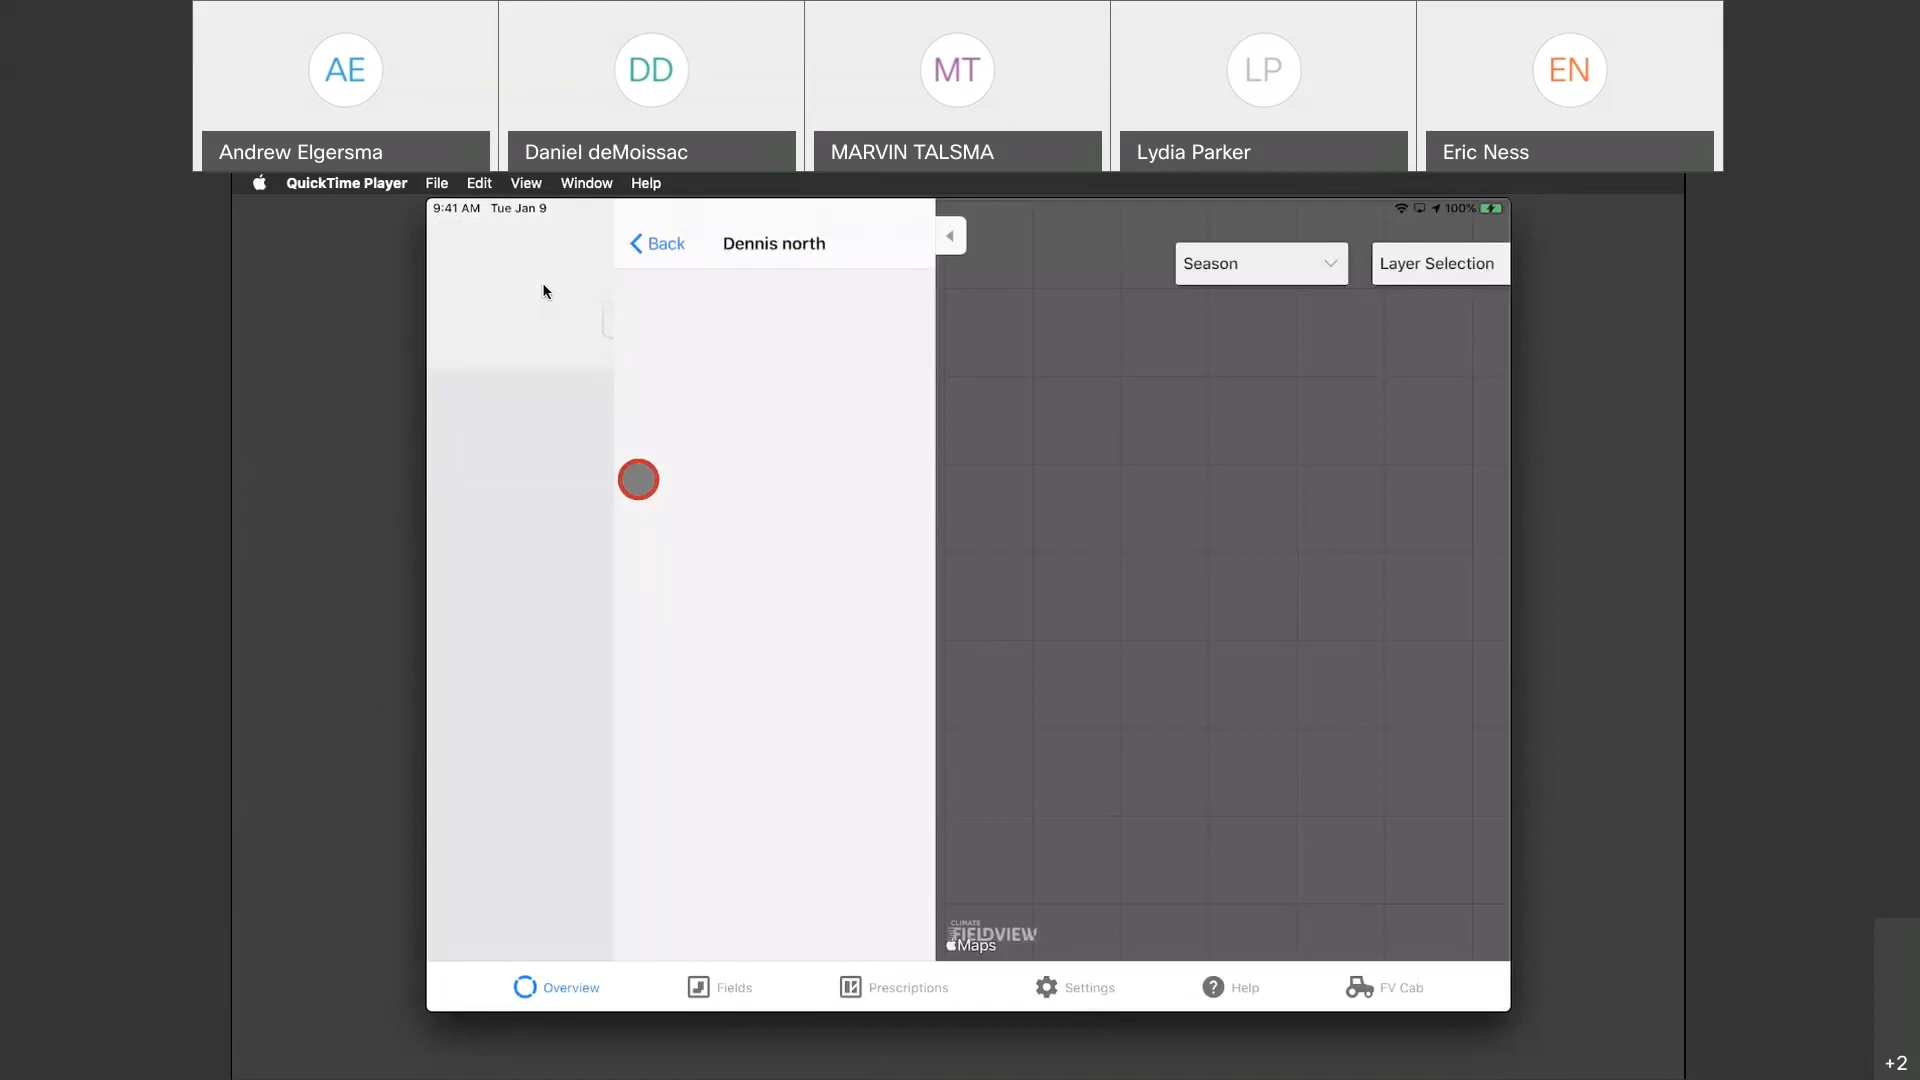 AE
DD
MT
LP
EN
Andrew Elgersma
Daniel deMoissac
MARVIN TALSMA
Lydia Parker
Eric Ness
QuickTime Player File Edit View Window Help
9:41 AM Tue Jan 9
100%
Back
Dennis north
Season
Layer Selection
CLIMATE
FIELDVIEW
Maps
Overview
Fields
Prescriptions
Settings
Help
FV Cab
+2